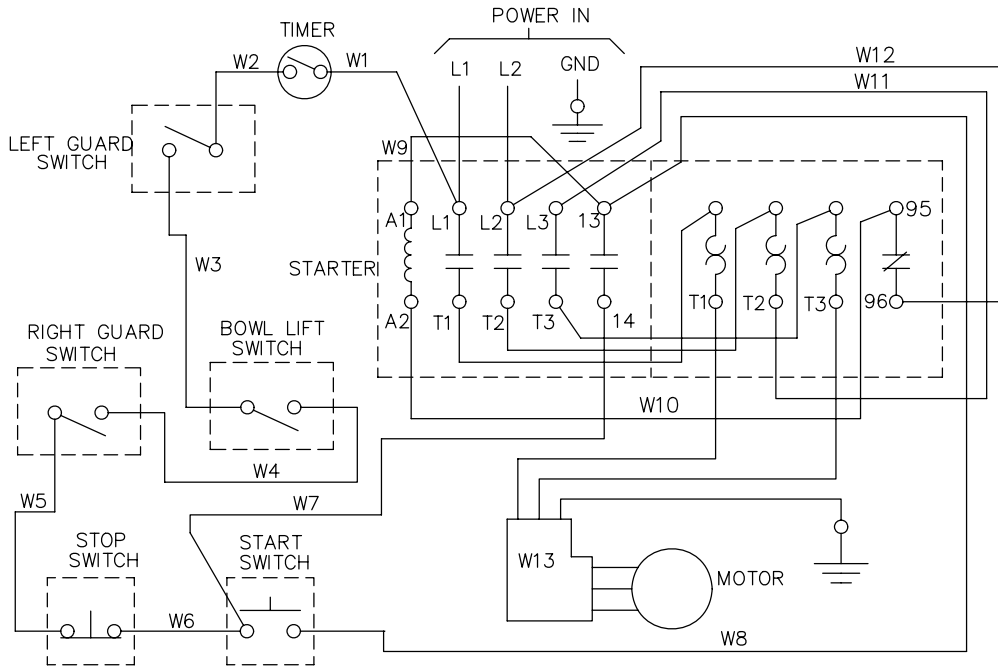 POWER IN
TIMER
W2
W1
L1
L2
GND
W12
W11
LEFT GUARD
SWITCH
W9
A1
L1
L2
L3
13
95
W3
STARTER
A2
T1
T2
T3
14
T1
T2
T3
96
RIGHT GUARD
SWITCH
BOWL LIFT
SWITCH
W10
W4
W5
W7
STOP
SWITCH
START
SWITCH
W13
MOTOR
W6
W8